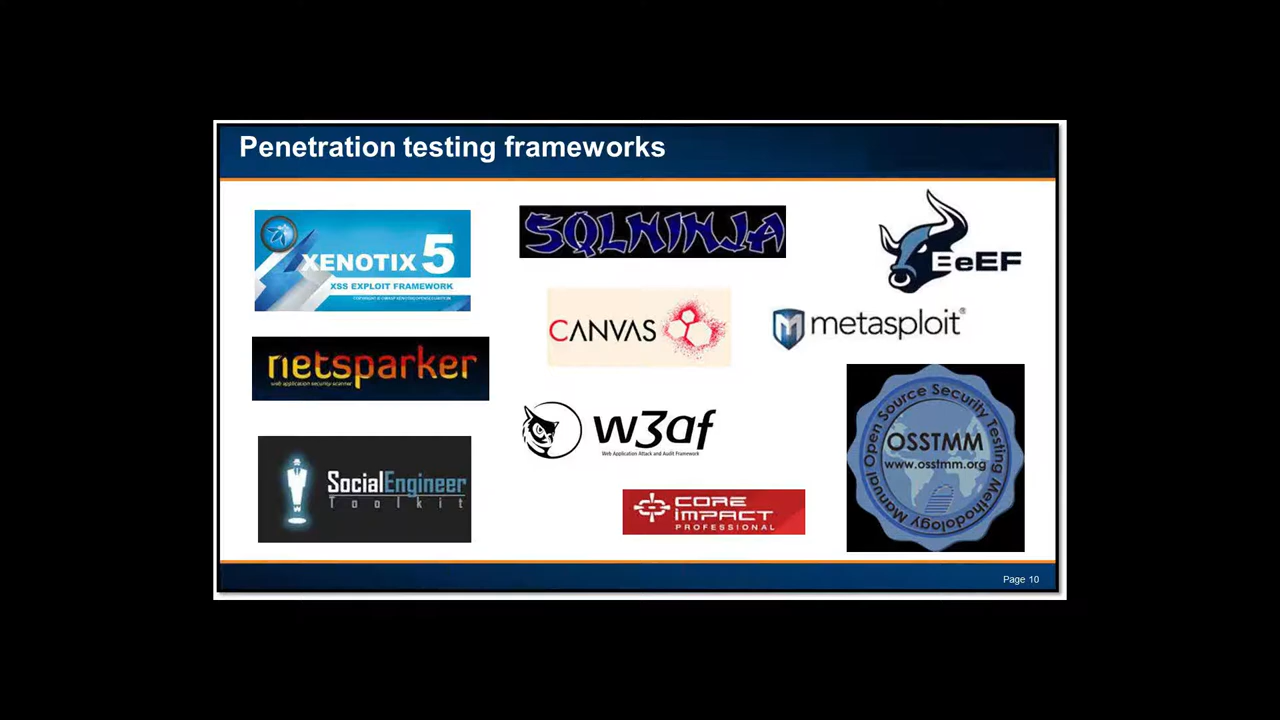 Penetration testing frameworks
XENOTIX 5
XSS EXPLOIT FRAMEWORK
SQLNINJA
BeEF
CANVAS
metasploit®
netsparker
web application security scanner
w3af
Web Application Attack and Audit Framework
Open Source Security Testing Methodology Manual
OSSTMM
www.osstmm.org
SocialEngineer
Toolkit
CORE
IMPACT
PROFESSIONAL
Page 10